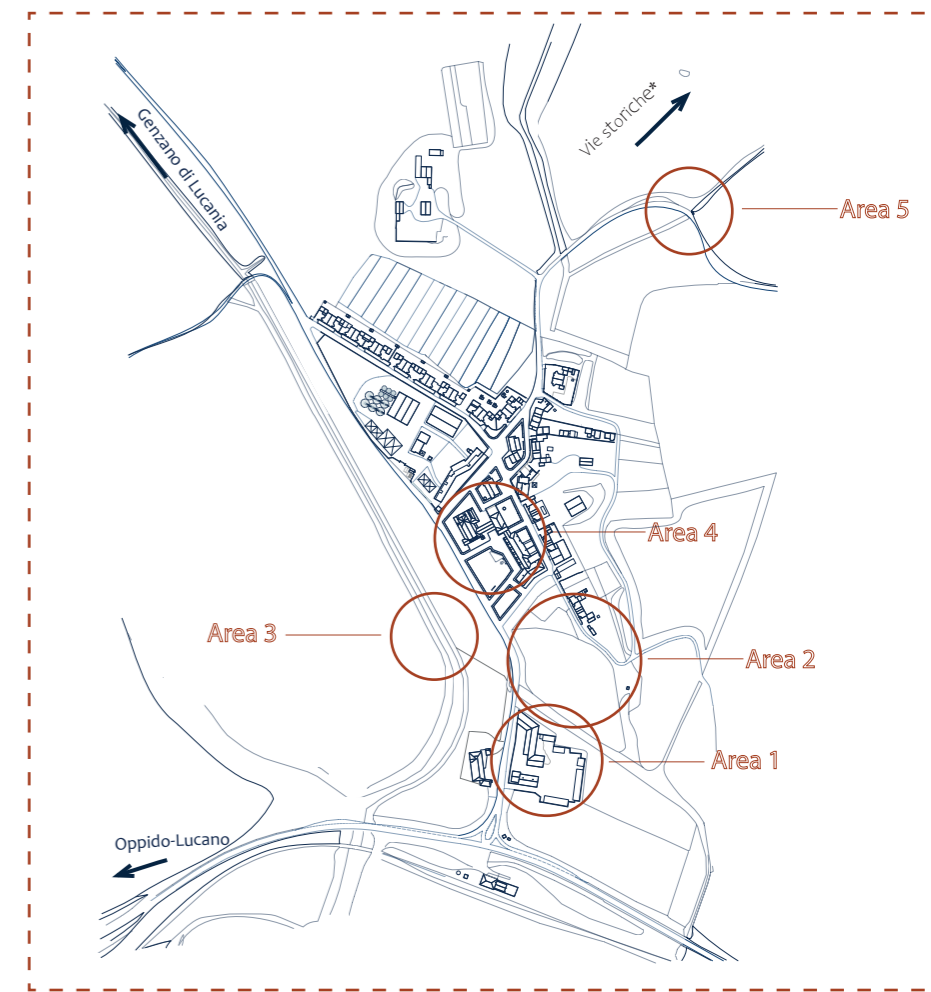 Genzano di Lucania
Vie storiche*
Area 5
Area 4
Area 3
Area 2
Area 1
Oppido-Lucano